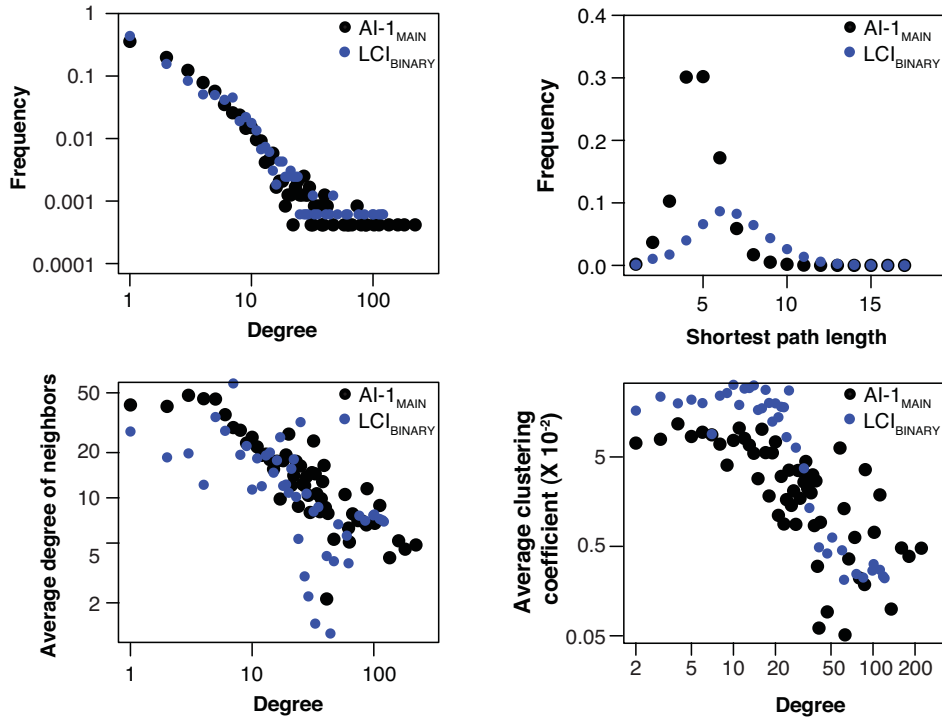 1
0.1
0.01
0.001
0.0001
Frequency
1
10
100
Degree
AI-1MAIN
LCIBINARY
0.4
0.3
0.2
0.1
0.0
Frequency
5
10
15
Shortest path length
AI-1MAIN
LCIBINARY
50
20
10
5
2
Average degree of neighbors
1
10
100
Degree
AI-1MAIN
LCIBINARY
5
0.5
0.05
Average clustering
coefficient (X 10-2)
2
5
10
20
50
100
200
Degree
AI-1MAIN
LCIBINARY